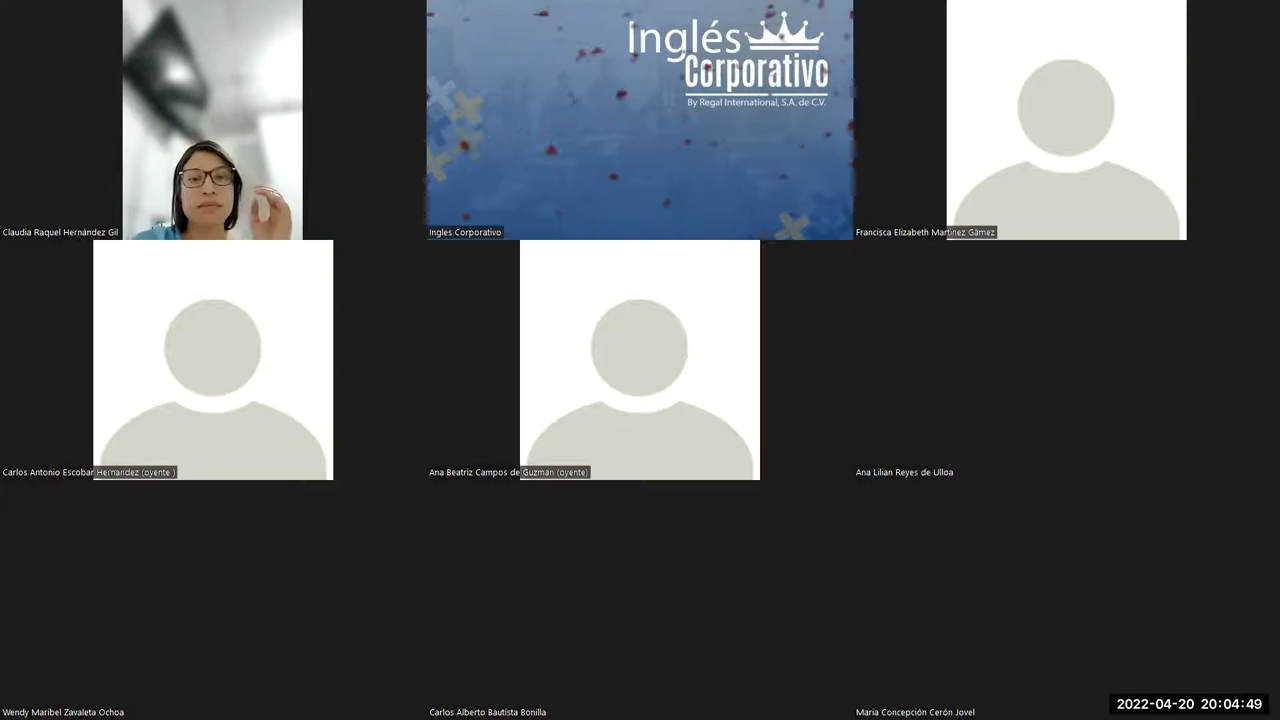 Inglés
Corporativo
By Regal International, S.A. de C.V.
Claudia Raquel Hernández Gil
Ingles Corporativo
Francisca Elizabeth Martinez Gámez
Carlos Antonio Escobar Hernandez (oyente )
Ana Beatriz Campos de Guzman (oyente)
Ana Lilian Reyes de Ulloa
Wendy Maribel Zavaleta Ochoa
Carlos Alberto Bautista Bonilla
Maria Concepción Cerón Jovel
2022-04-20 20:04:49